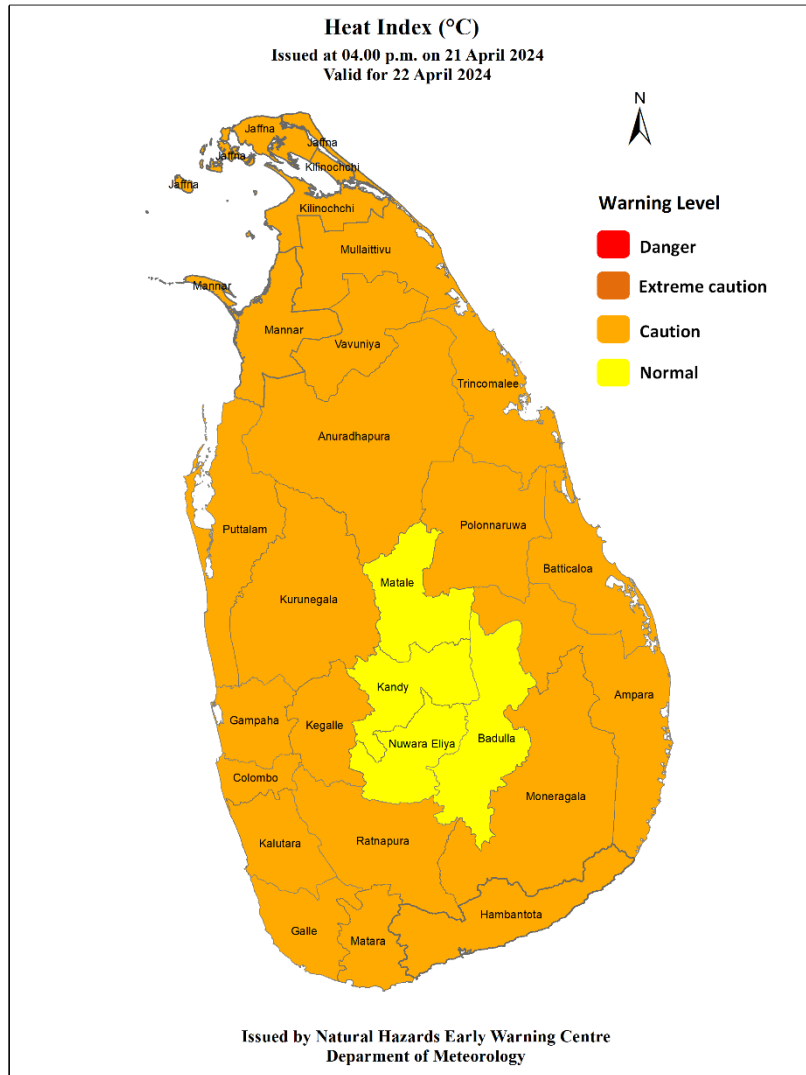 Heat Index (°C)
Issued at 04.00 p.m. on 21 April 2024
Valid for 22 April 2024
N
Warning Level
Danger
Extreme caution
Caution
Normal
Jaffna
Jaffna
Jaffna
Kilinochchi
Jaffna
Kilinochchi
Mullaittivu
Mannar
Mannar
Vavuniya
Trincomalee
Anuradhapura
Puttalam
Polonnaruwa
Batticaloa
Matale
Kurunegala
Kandy
Ampara
Gampaha
Kegalle
Nuwara Eliya
Badulla
Colombo
Moneragala
Kalutara
Ratnapura
Hambantota
Galle
Matara
Issued by Natural Hazards Early Warning Centre
Deparment of Meteorology